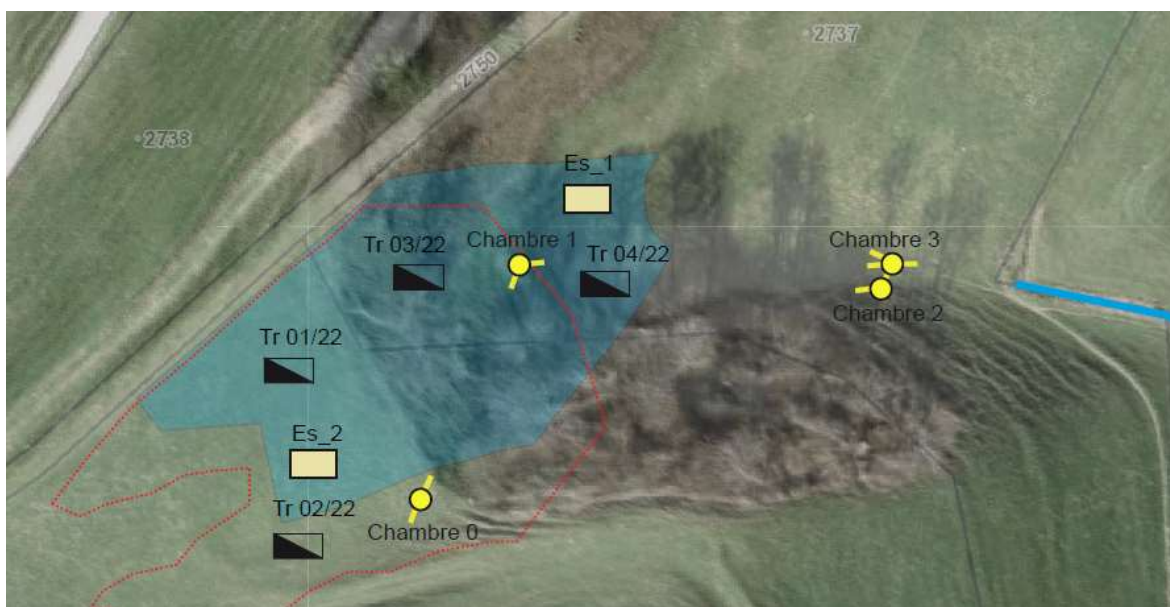 2737
2750
2738
Es_1
Chambre 1
Chambre 3
Tr 03/22
Tr 04/22
Chambre 2
Tr 01/22
Es_2
Tr 02/22
Chambre 0